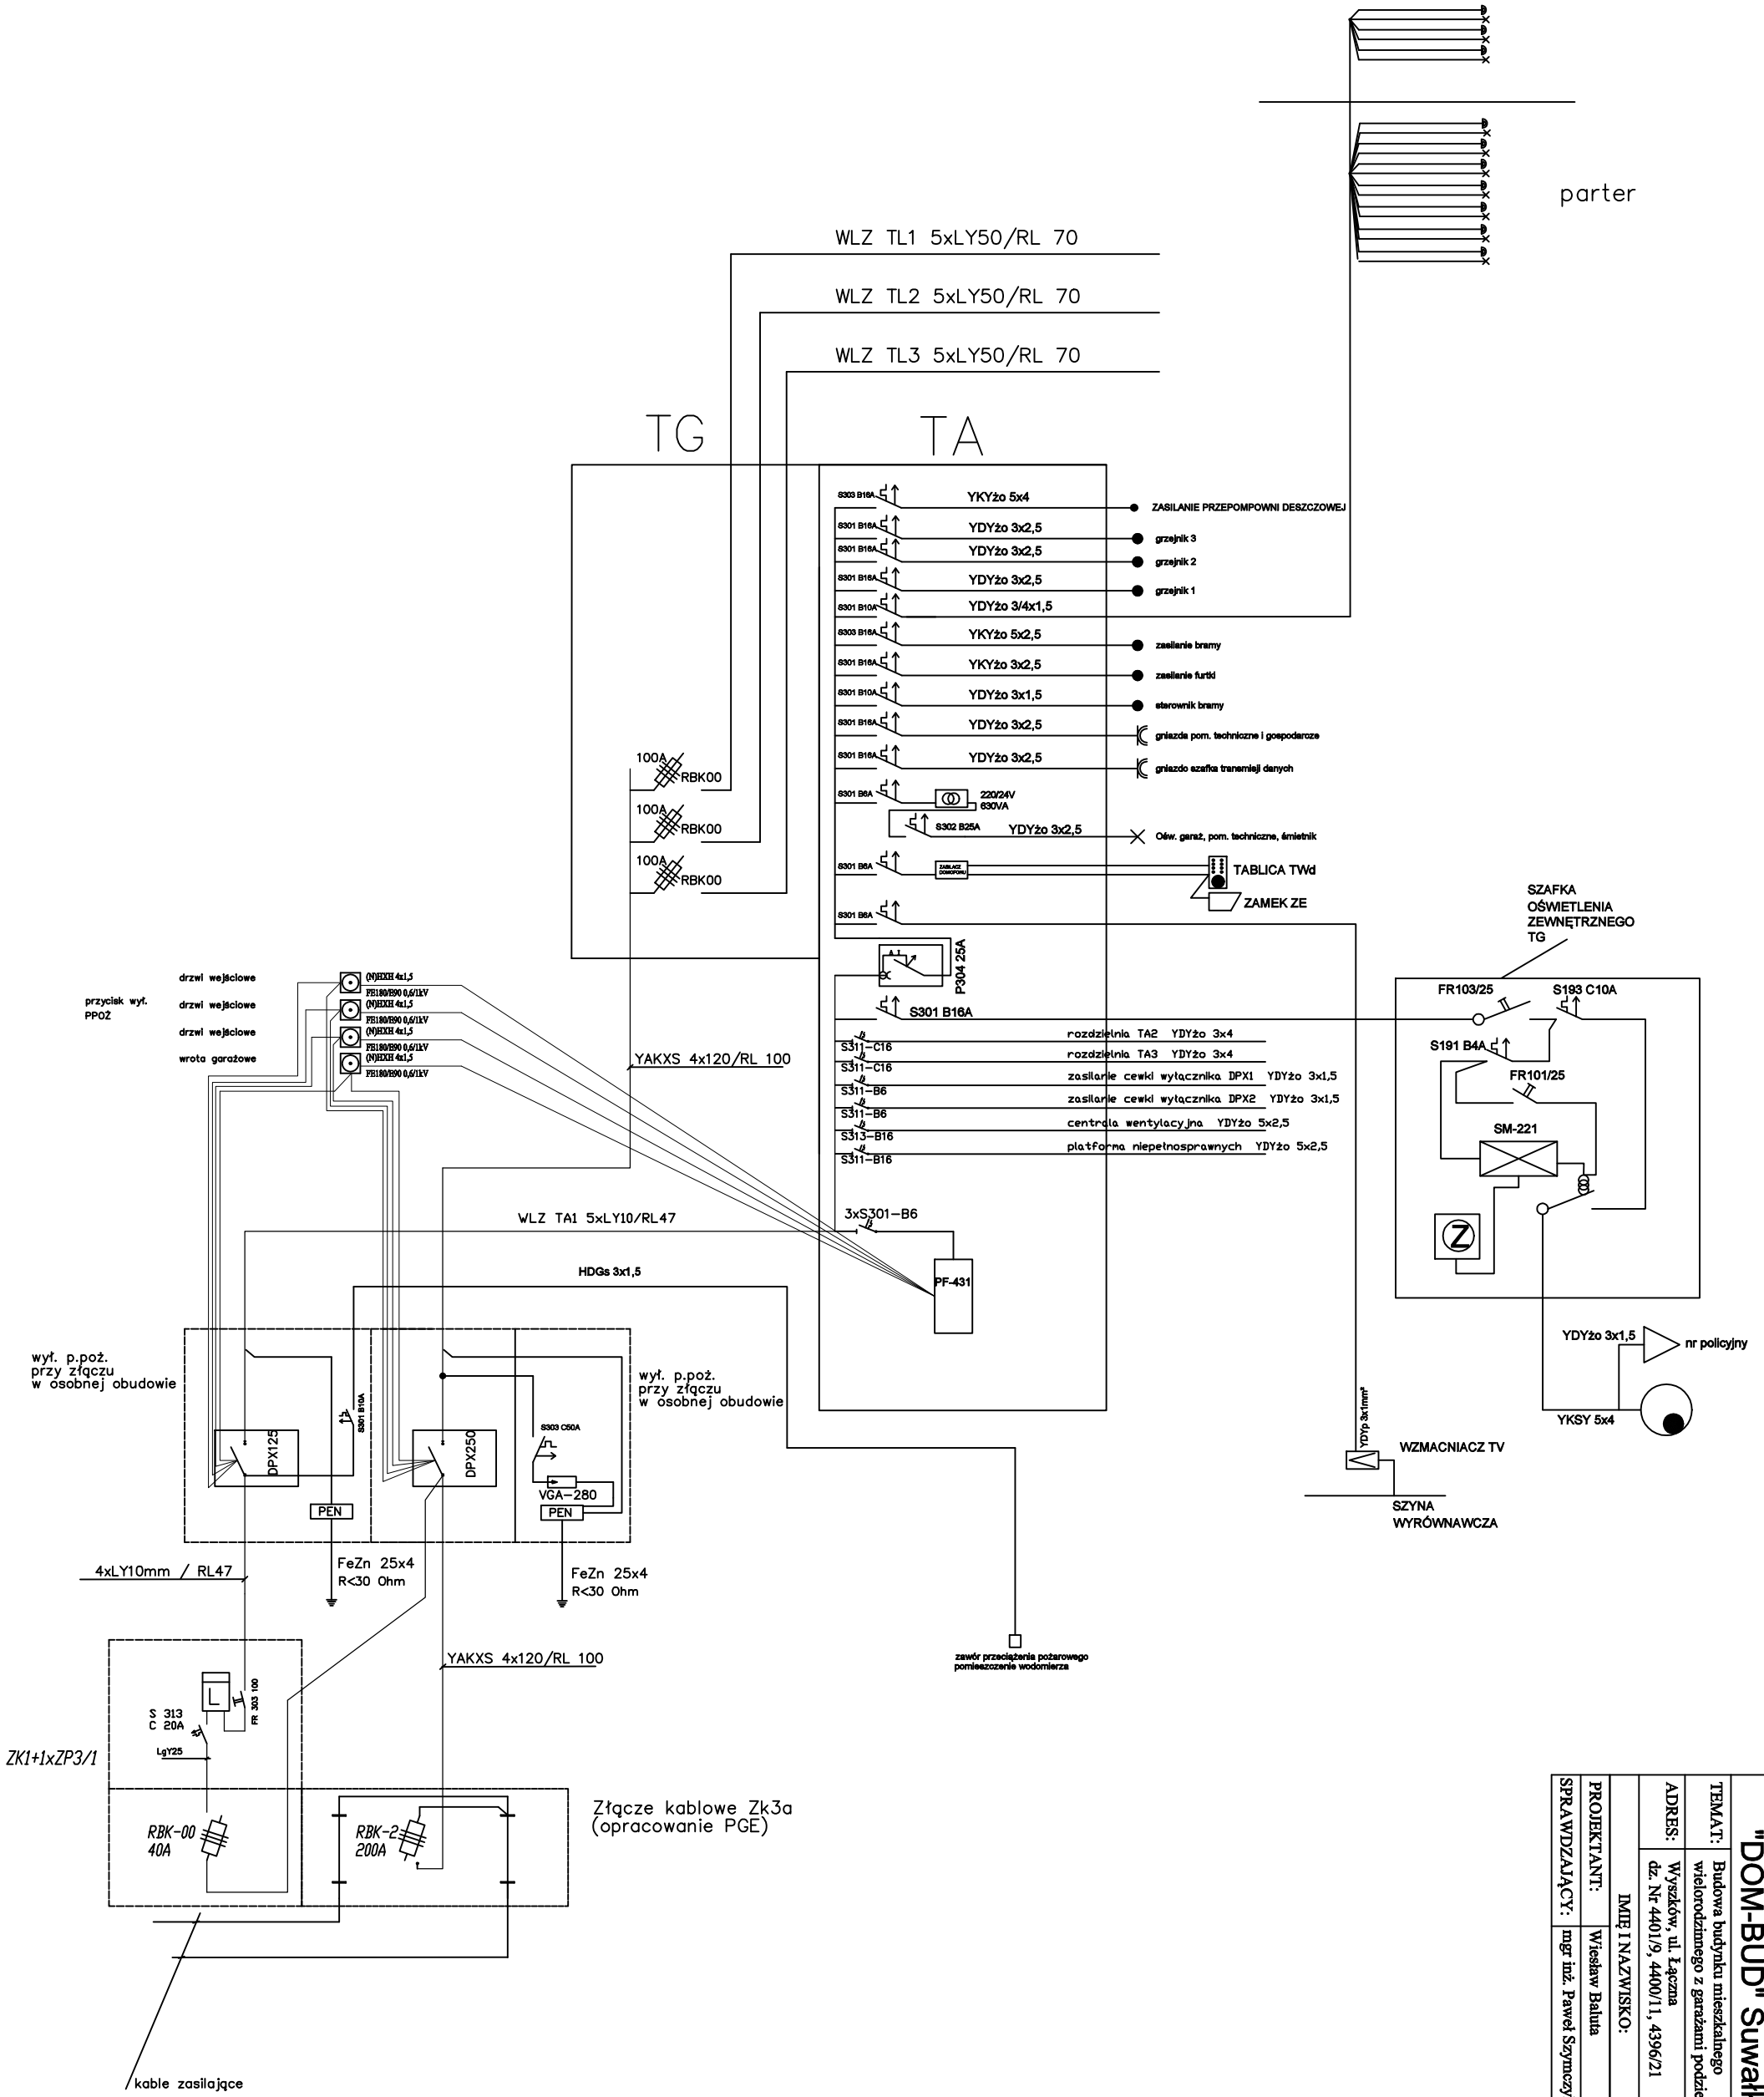 parter
WLZ TL1 5xLY50/RL 70
WLZ TL2 5xLY50/RL 70
WLZ TL3 5xLY50/RL 70
TG
TA
S303 B16A
YKYżo 5x4
ZASILANIE PRZEPOMPOWNI DESZCZOWEJ
S301 B16A
YDYżo 3x2,5
grzejnik 3
S301 B16A
YDYżo 3x2,5
grzejnik 2
S301 B16A
YDYżo 3x2,5
grzejnik 1
S301 B10A
YDYżo 3/4x1,5
S303 B16A
YKYżo 5x2,5
zasilanie bramy
S301 B16A
YKYżo 3x2,5
zasilanie furtki
S301 B10A
YDYżo 3x1,5
sterownik bramy
S301 B16A
YDYżo 3x2,5
gniazda pom. techniczne i gospodarcze
S301 B16A
YDYżo 3x2,5
gniazdo szafka transmisji danych
100A
RBK00
100A
RBK00
100A
RBK00
S301 B6A
220/24V
630VA
S302 B25A
YDYżo 3x2,5
Ośw. garaż, pom. techniczne, śmietnik
S301 B6A
TABLICA TWd
ZAMEK ZE
S301 B6A
P304 25A
S301 B16A
SZAFKA
OŚWIETLENIA
ZEWNĘTRZNEGO
TG
FR103/25
S193 C10A
S191 B4A
FR101/25
SM-221
Z
drzwi wejściowe
drzwi wejściowe
drzwi wejściowe
wrota garażowe
przycisk wył.
PPOŻ
(N)HXH 4x1,5
FE180/E90 0,6/1kV
(N)HXH 4x1,5
FE180/E90 0,6/1kV
(N)HXH 4x1,5
FE180/E90 0,6/1kV
(N)HXH 4x1,5
FE180/E90 0,6/1kV
YAKXS 4x120/RL 100
S311-C16
rozdzielnia TA2 YDYżo 3x4
S311-C16
rozdzielnia TA3 YDYżo 3x4
S311-B6
zasilanie cewki wyłącznika DPX1 YDYżo 3x1,5
S311-B6
zasilanie cewki wyłącznika DPX2 YDYżo 3x1,5
S313-B16
centrala wentylacyjna YDYżo 5x2,5
S311-B16
platforma niepełnosprawnych YDYżo 5x2,5
WLZ TA1 5xLY10/RL47
3xS301-B6
PF-431
HDGs 3x1,5
wył. p.poż.
przy złączu
w osobnej obudowie
S301 B10A
DPX125
PEN
DPX250
S303 C50A
VGA-280
PEN
wył. p.poż.
przy złączu
w osobnej obudowie
YDYżo 3x1,5
nr policyjny
YKSY 5x4
YDYp 3x1mm²
WZMACNIACZ TV
SZYNA
WYRÓWNAWCZA
4xLY10mm / RL47
FeZn 25x4
R<30 Ohm
FeZn 25x4
R<30 Ohm
YAKXS 4x120/RL 100
zawór przeciążenia pożarowego
pomieszczenie wodomierza
L
FR 303 100
S 313
C 20A
LgY25
ZK1+1xZP3/1
RBK-00
40A
RBK-2
200A
Złącze kablowe Zk3a
(opracowanie PGE)
kable zasilające
"DOM-BUD" Suwał
TEMAT:
Budowa budynku mieszkalnego
wielorodzinnego z garażami podzie
ADRES:
Wyszków, ul. Łączna
dz. Nr 4401/9, 4400/11, 4396/21
IMIĘ I NAZWISKO:
PROJEKTANT:
Wiesław Baluta
SPRAWDZAJĄCY:
mgr inż. Paweł Szymczy